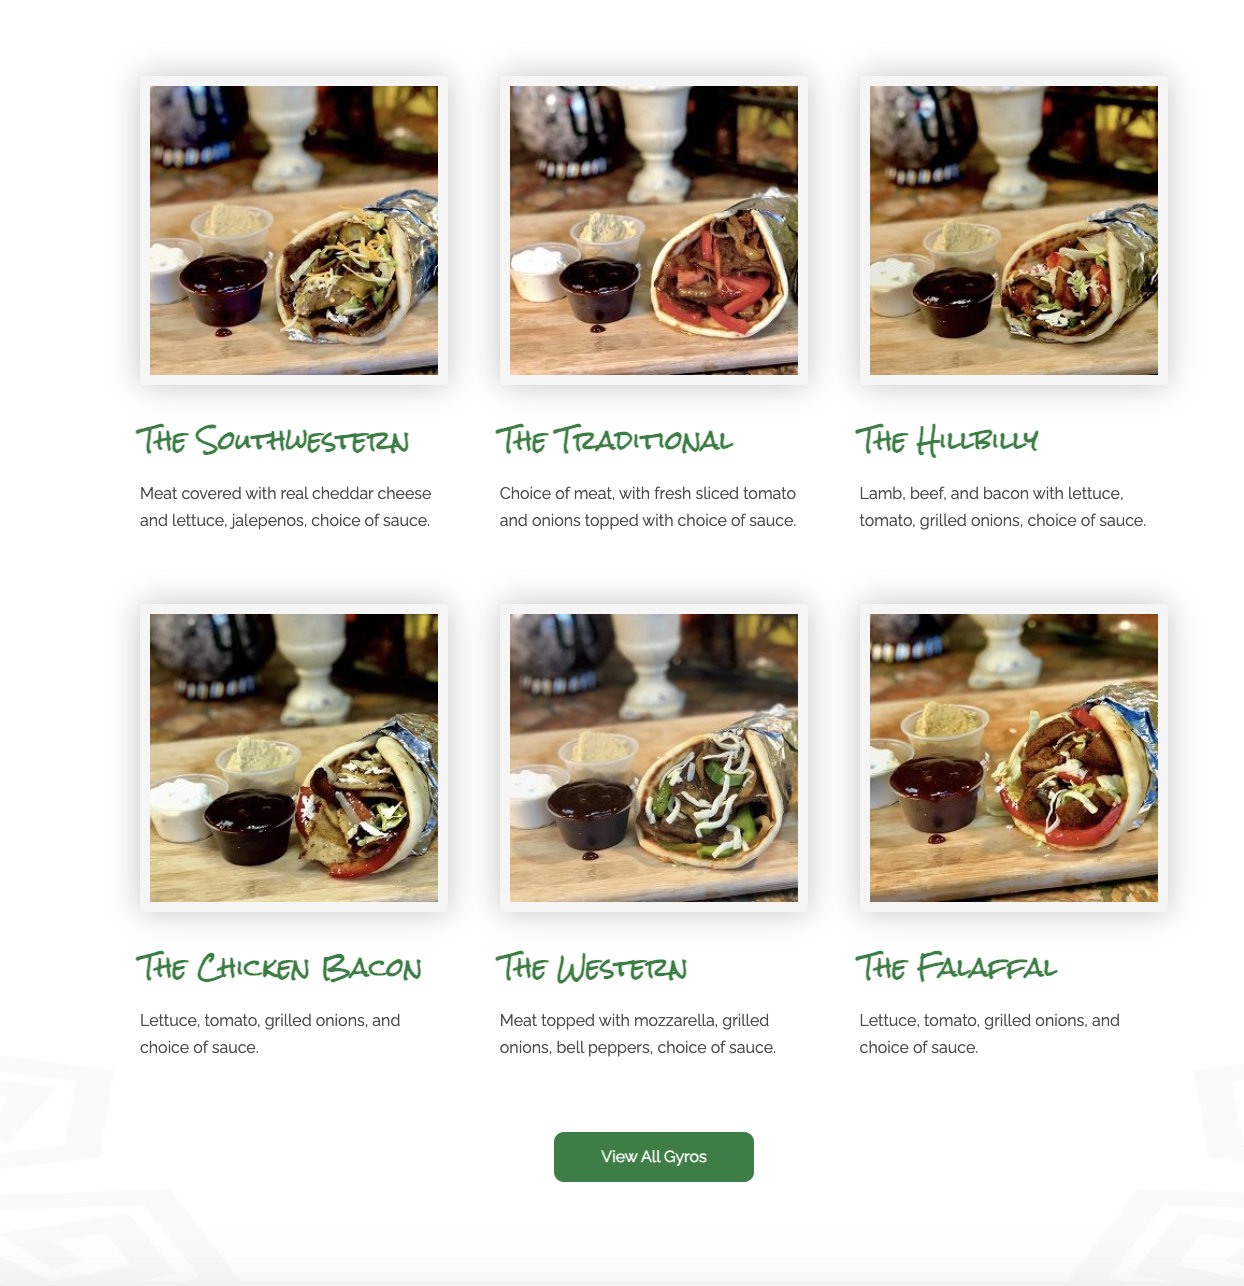 The Southwestern
Meat covered with real cheddar cheese
and lettuce, jalepenos, choice of sauce.
The Traditional
Choice of meat, with fresh sliced tomato
and onions topped with choice of sauce.
The Hillbilly
Lamb, beef, and bacon with lettuce,
tomato, grilled onions, choice of sauce.
The Chicken Bacon
Lettuce, tomato, grilled onions, and
choice of sauce.
The Western
Meat topped with mozzarella, grilled
onions, bell peppers, choice of sauce.
The Falaffal
Lettuce, tomato, grilled onions, and
choice of sauce.
View All Gyros